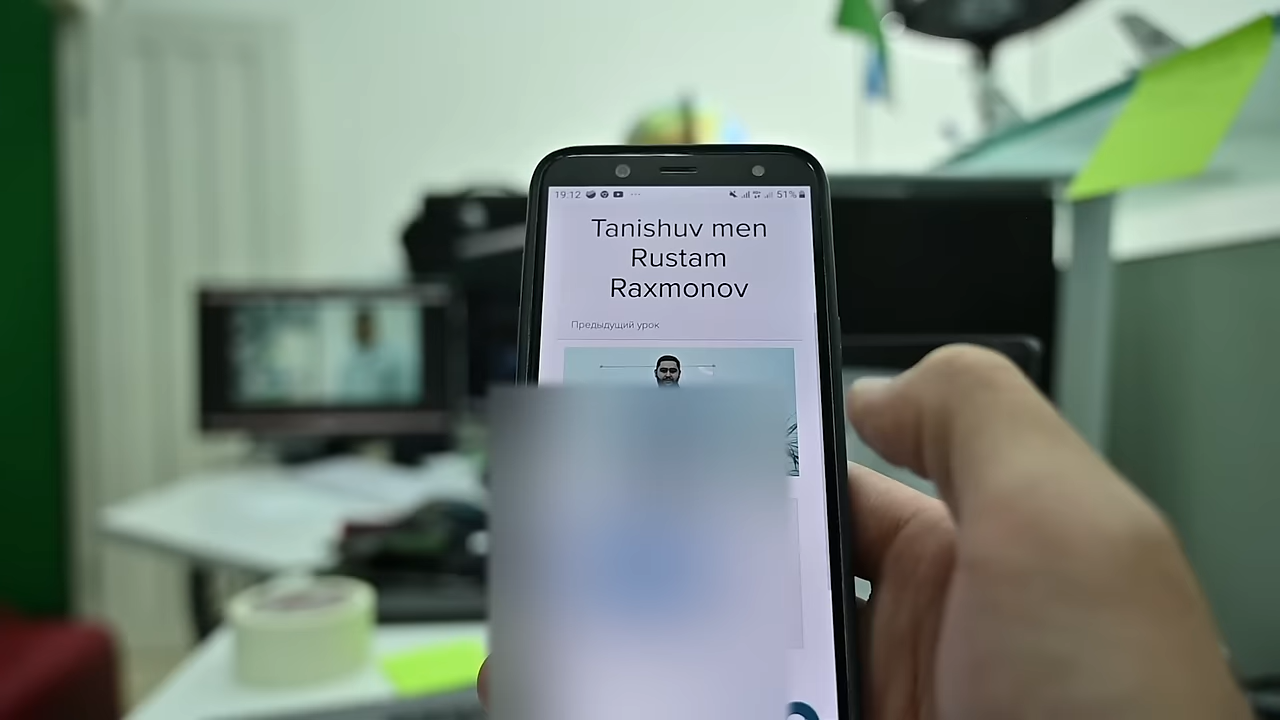 19:12
51%
Tanishuv men
Rustam
Raxmonov
Предыдущий урок